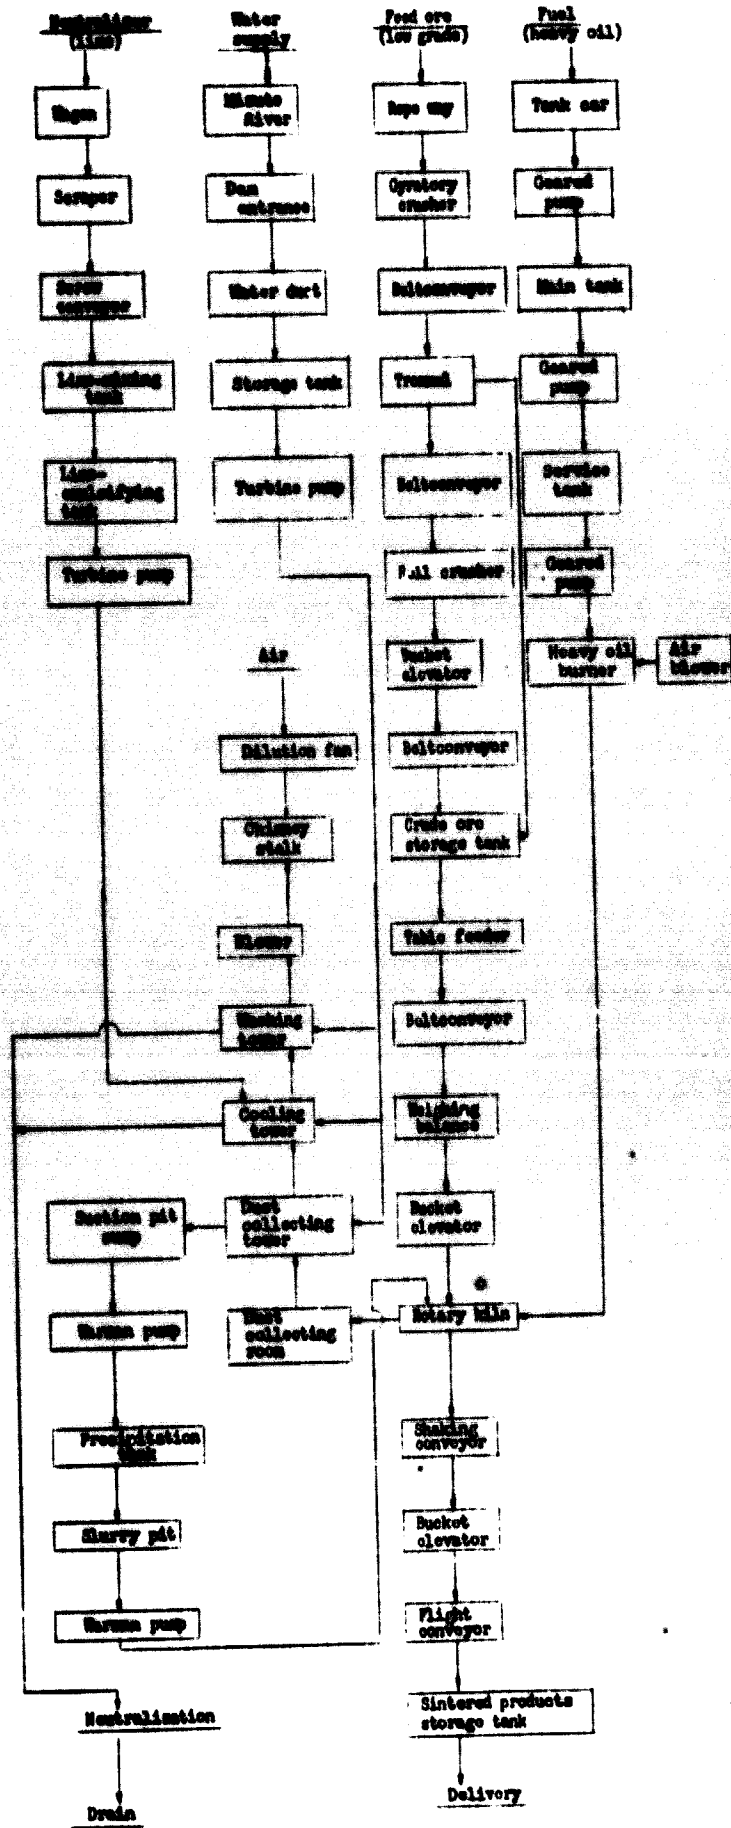 Neutralizer
(lime)
Wagon
Scraper
Screw
conveyor
Lime-mixing
tank
Lime-
emulsifying
tank
Turbine pump
Water
supply
River
Dam
entrance
Water duct
Storage tank
Turbine pump
Feed ore
(low grade)
Rope way
Gyratory
crusher
Beltconveyor
Trommel
Beltconveyor
crusher
Bucket
elevator
Beltconveyor
Crude ore
storage tank
Table feeder
Beltconveyor
Weighing
balance
Bucket
elevator
Rotary kiln
Shaking
conveyor
Bucket
elevator
Flight
conveyor
Sintered products
storage tank
Delivery
Fuel
(heavy oil)
Tank car
Geared
pump
Main tank
Geared
pump
Service
tank
Geared
pump
Heavy oil
burner
Air
blower
Air
Dilution fan
Chimney
stalk
Blower
Washing
tower
Cooling
tower
Dust
collecting
tower
Dust
collecting
room
Suction pit
pump
Warman pump
Precipitation
tank
Slurry pit
Warman pump
Neutralization
Drain